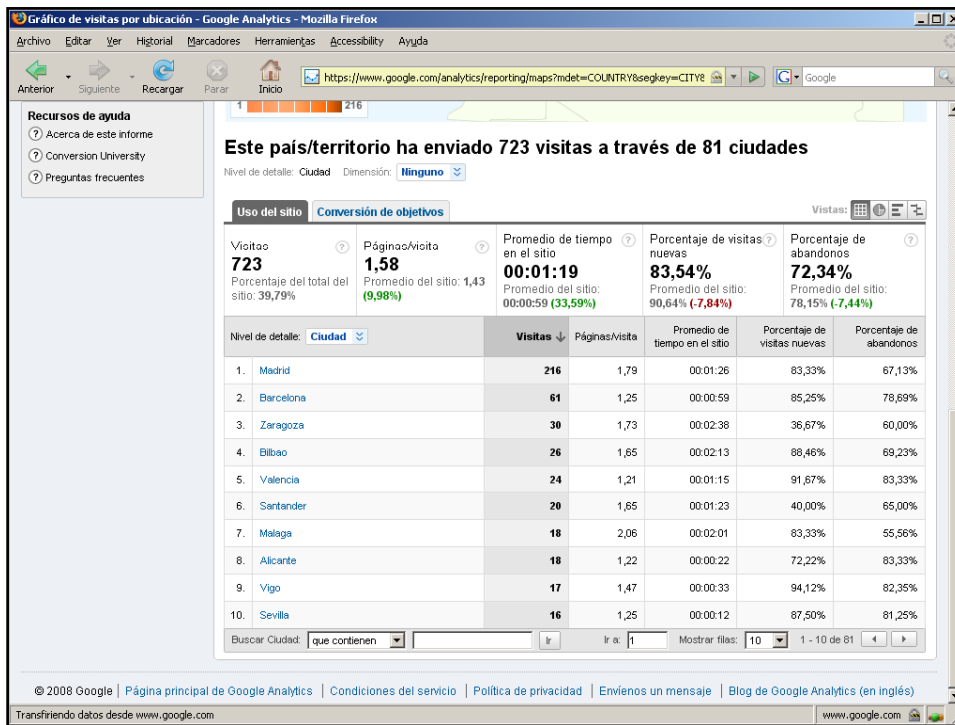 Gráfico de visitas por ubicación - Google Analytics - Mozilla Firefox
Archivo Editar Ver Historial Marcadores Herramientas Accessibility Ayuda
Anterior Siguiente Recargar Parar Inicio https://www.google.com/analytics/reporting/maps?mdet=COUNTRY&segkey=CITY& G Google
Recursos de ayuda
? Acerca de este informe
? Conversion University
? Preguntas frecuentes
1 216
Este país/territorio ha enviado 723 visitas a través de 81 ciudades
Nivel de detalle: Ciudad Dimensión: Ninguno
Uso del sitio Conversión de objetivos Vistas:
Visitas ?
723
Porcentaje del total del
sitio: 39,79%
Páginas/visita ?
1,58
Promedio del sitio: 1,43
(9,98%)
Promedio de tiempo ?
en el sitio
00:01:19
Promedio del sitio:
00:00:59 (33,59%)
Porcentaje de visitas ?
nuevas
83,54%
Promedio del sitio:
90,64% (-7,84%)
Porcentaje de ?
abandonos
72,34%
Promedio del sitio:
78,15% (-7,44%)
Nivel de detalle: Ciudad Visitas Páginas/visita Promedio de tiempo en el sitio Porcentaje de visitas nuevas Porcentaje de abandonos
1. Madrid 216 1,79 00:01:26 83,33% 67,13%
2. Barcelona 61 1,25 00:00:59 85,25% 78,69%
3. Zaragoza 30 1,73 00:02:38 36,67% 60,00%
4. Bilbao 26 1,65 00:02:13 88,46% 69,23%
5. Valencia 24 1,21 00:01:15 91,67% 83,33%
6. Santander 20 1,65 00:01:23 40,00% 65,00%
7. Malaga 18 2,06 00:02:01 83,33% 55,56%
8. Alicante 18 1,22 00:00:22 72,22% 83,33%
9. Vigo 17 1,47 00:00:33 94,12% 82,35%
10. Sevilla 16 1,25 00:00:12 87,50% 81,25%
Buscar Ciudad: que contienen Ir Ir a: 1 Mostrar filas: 10 1 - 10 de 81
© 2008 Google | Página principal de Google Analytics | Condiciones del servicio | Política de privacidad | Envíenos un mensaje | Blog de Google Analytics (en inglés)
Transfiriendo datos desde www.google.com www.google.com